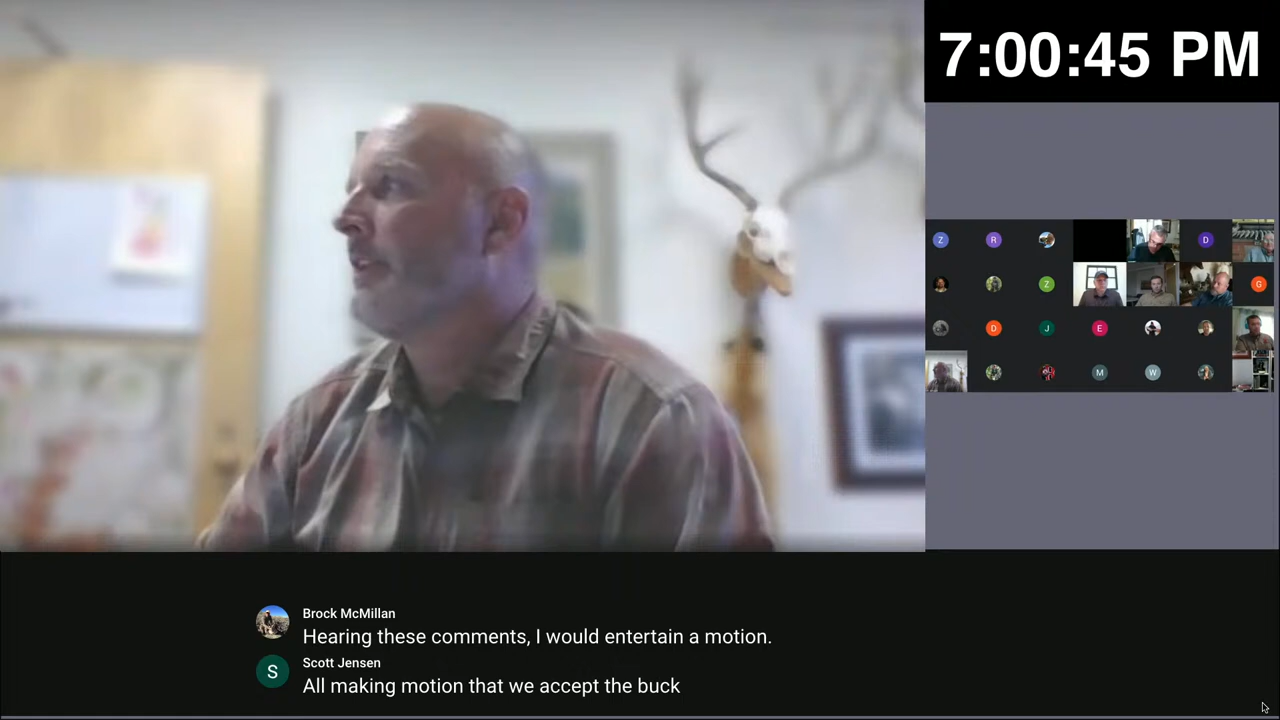 7:00:45 PM
Z
R
D
Z
G
D
J
E
M
W
Brock McMillan
Hearing these comments, I would entertain a motion.
S
Scott Jensen
All making motion that we accept the buck